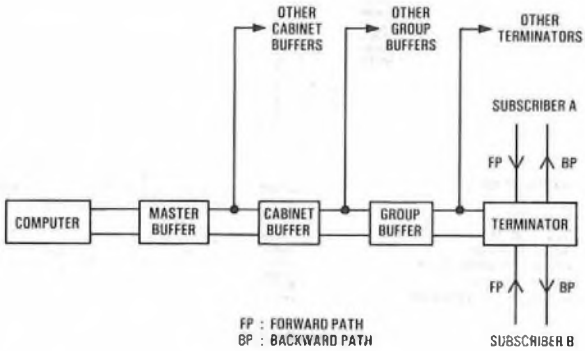 OTHER
CABINET
BUFFERS
OTHER
GROUP
BUFFERS
OTHER
TERMINATORS
SUBSCRIBER A
FP
BP
COMPUTER
MASTER
BUFFER
CABINET
BUFFER
GROUP
BUFFER
TERMINATOR
FP
BP
FP : FORWARD PATH
BP : BACKWARD PATH
SUBSCRIBER B